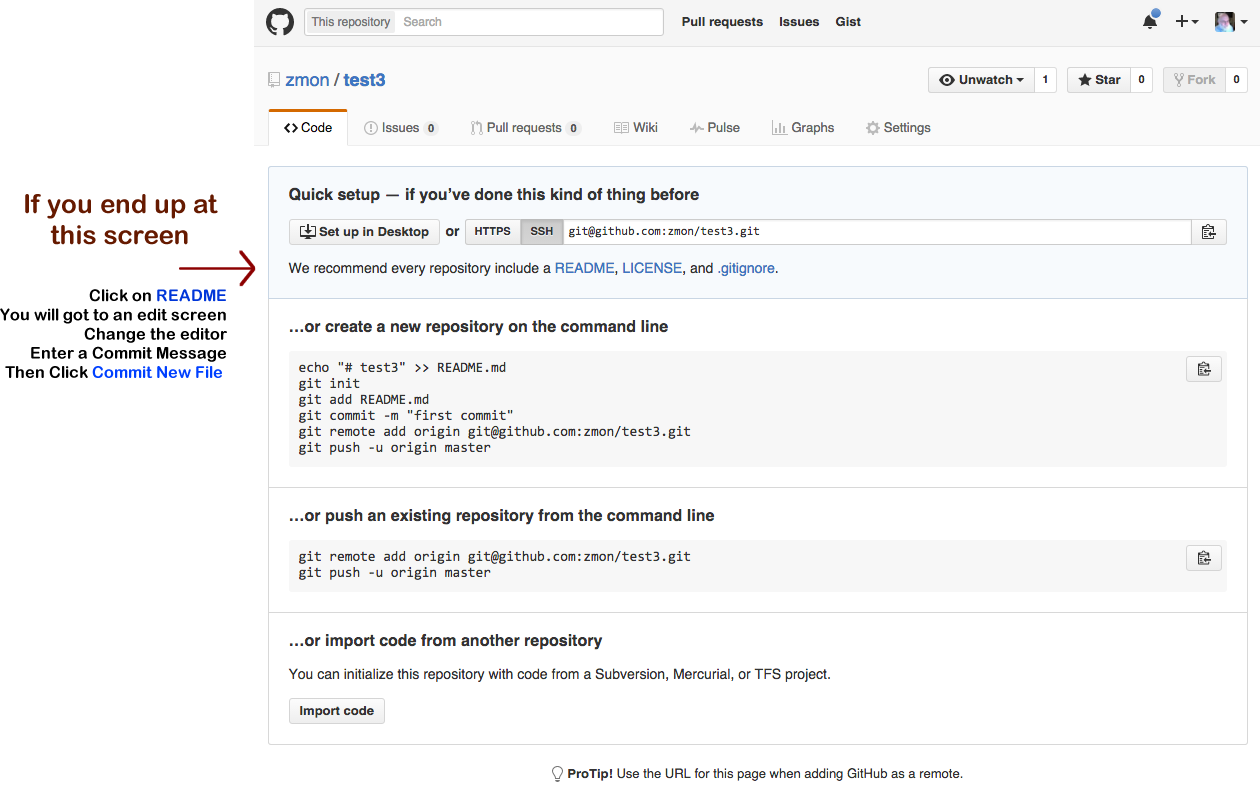 This repository Search Pull requests Issues Gist
zmon / test3 Unwatch 1 Star 0 Fork 0
Code Issues 0 Pull requests 0 Wiki Pulse Graphs Settings
If you end up at
this screen
Click on README
You will got to an edit screen
Change the editor
Enter a Commit Message
Then Click Commit New File
Quick setup — if you’ve done this kind of thing before
Set up in Desktop or HTTPS SSH git@github.com:zmon/test3.git
We recommend every repository include a README, LICENSE, and .gitignore.
…or create a new repository on the command line
echo "# test3" >> README.md
git init
git add README.md
git commit -m "first commit"
git remote add origin git@github.com:zmon/test3.git
git push -u origin master
…or push an existing repository from the command line
git remote add origin git@github.com:zmon/test3.git
git push -u origin master
…or import code from another repository
You can initialize this repository with code from a Subversion, Mercurial, or TFS project.
Import code
ProTip! Use the URL for this page when adding GitHub as a remote.